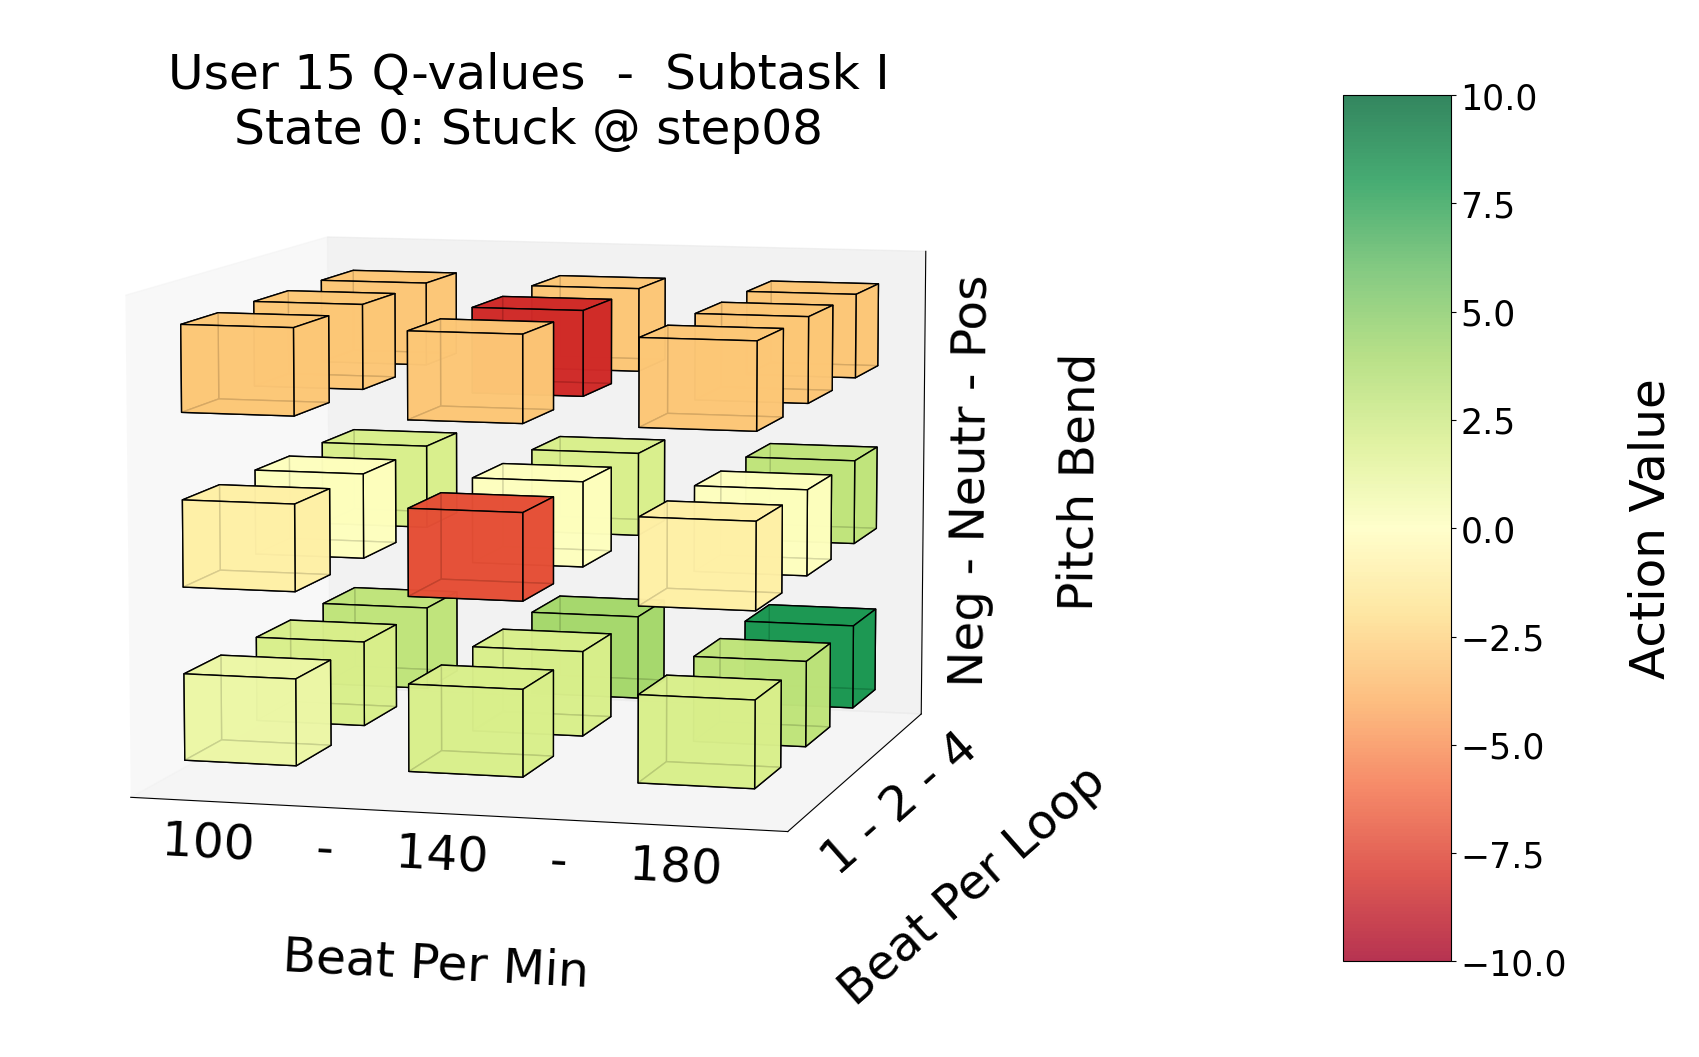 User 15 Q-values - Subtask I
State 0: Stuck @ step08
Neg - Neutr - Pos
Pitch Bend
1 - 2 - 4
Beat Per Loop
100 - 140 - 180
Beat Per Min
10.0
7.5
5.0
2.5
0.0
−2.5
−5.0
−7.5
−10.0
Action Value